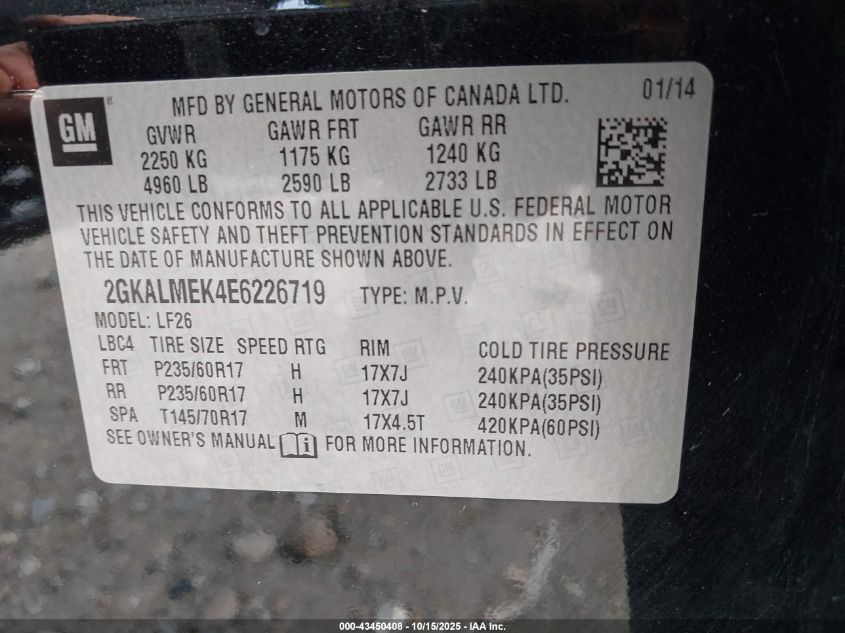 GM
MFD BY GENERAL MOTORS OF CANADA LTD. 01/14
GVWR GAWR FRT GAWR RR
2250 KG 1175 KG 1240 KG
4960 LB 2590 LB 2733 LB
THIS VEHICLE CONFORMS TO ALL APPLICABLE U.S. FEDERAL MOTOR
VEHICLE SAFETY AND THEFT PREVENTION STANDARDS IN EFFECT ON
THE DATE OF MANUFACTURE SHOWN ABOVE.
2GKALMEK4E6226719 TYPE: M.P.V.
MODEL: LF26
LBC4 TIRE SIZE SPEED RTG RIM COLD TIRE PRESSURE
FRT P235/60R17 H 17X7J 240KPA(35PSI)
RR P235/60R17 H 17X7J 240KPA(35PSI)
SPA T145/70R17 M 17X4.5T 420KPA(60PSI)
SEE OWNER'S MANUAL i FOR MORE INFORMATION.
000-43450408 - 10/15/2025 - IAA Inc.